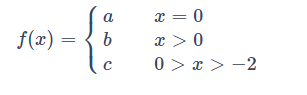 a x = 0
f(x) = { b x > 0
c 0 > x > −2